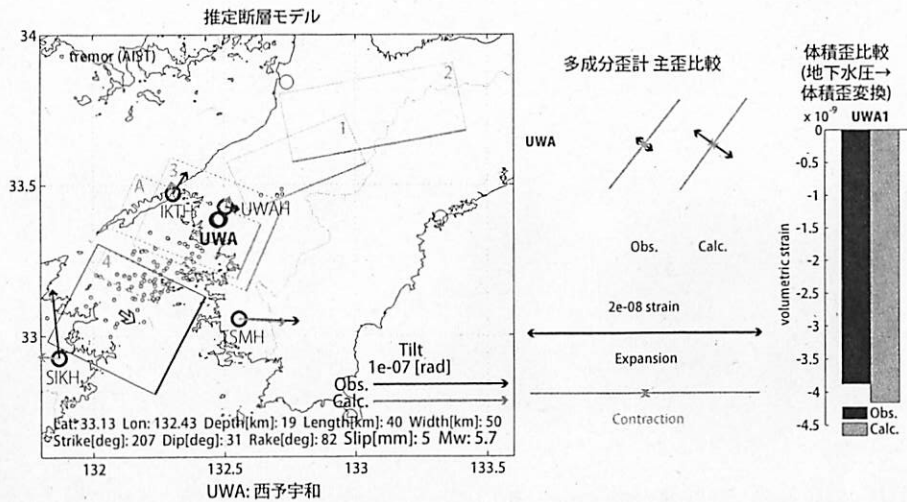 推定断層モデル
34
tremor (AIST)
2
1
33.5
3
A
IKTH
UWAH
UWA
4
33
TSMH
SIKH
Tilt
1e-07 [rad]
Obs.
Calc.
Lat: 33.13 Lon: 132.43 Depth[km]: 19 Length[km]: 40 Width[km]: 50
Strike[deg]: 207 Dip[deg]: 31 Rake[deg]: 82 Slip[mm]: 5 Mw: 5.7
132 132.5 133 133.5
UWA: 西予宇和
多成分歪計 主歪比較
UWA
Obs. Calc.
2e-08 strain
Expansion
Contraction
体積歪比較
(地下水圧→
体積歪変換)
x 10⁻⁹ UWA1
0
-5
-1
-1.5
-2
-2.5
-3
-3.5
-4
-4.5
volumetric strain
Obs.
Calc.